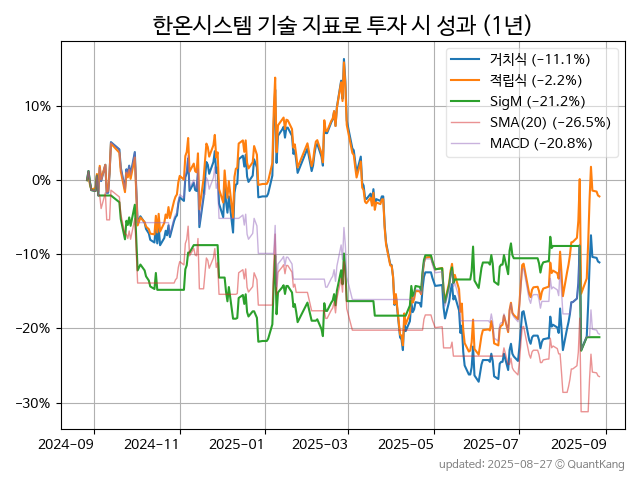 한온시스템 기술 지표로 투자 시 성과 (1년)
거치식 (−11.1%)
적립식 (−2.2%)
SigM (−21.2%)
SMA(20) (−26.5%)
MACD (−20.8%)
10%
0%
−10%
−20%
−30%
2024-09 2024-11 2025-01 2025-03 2025-05 2025-07 2025-09
updated: 2025-08-27 © QuantKang